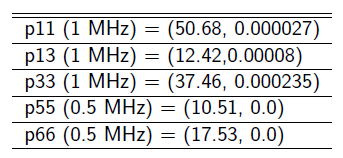 p11 (1 MHz) = (50.68, 0.000027)
p13 (1 MHz) = (12.42,0.00008)
p33 (1 MHz) = (37.46, 0.000235)
p55 (0.5 MHz) = (10.51, 0.0)
p66 (0.5 MHz) = (17.53, 0.0)